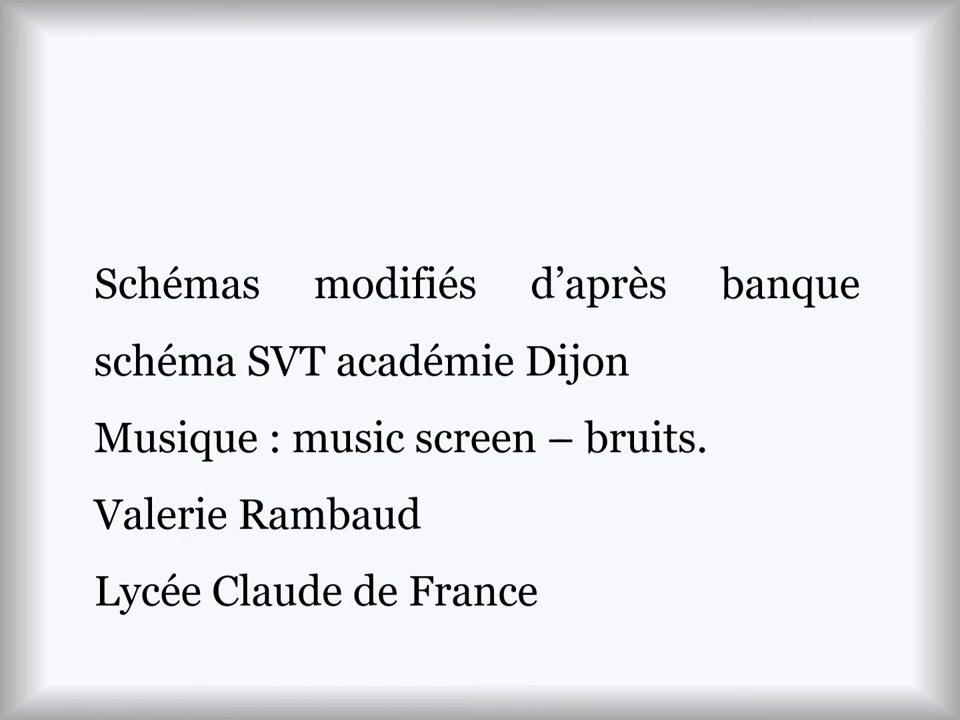 Schémas modifiés d’après banque
schéma SVT académie Dijon
Musique : music screen – bruits.
Valerie Rambaud
Lycée Claude de France